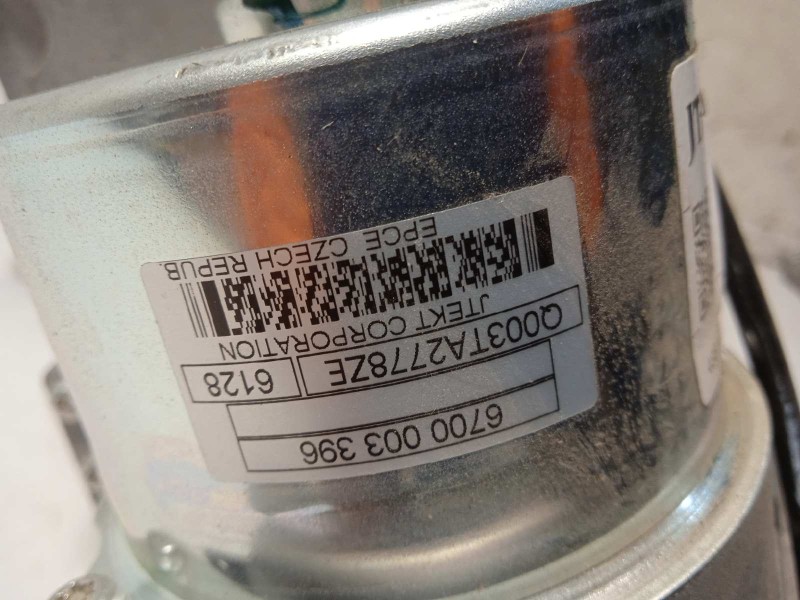 6700 003 396
Q003TA2778ZE 6128
JTEKT CORPORATION
EPCE CZECH REPUB.